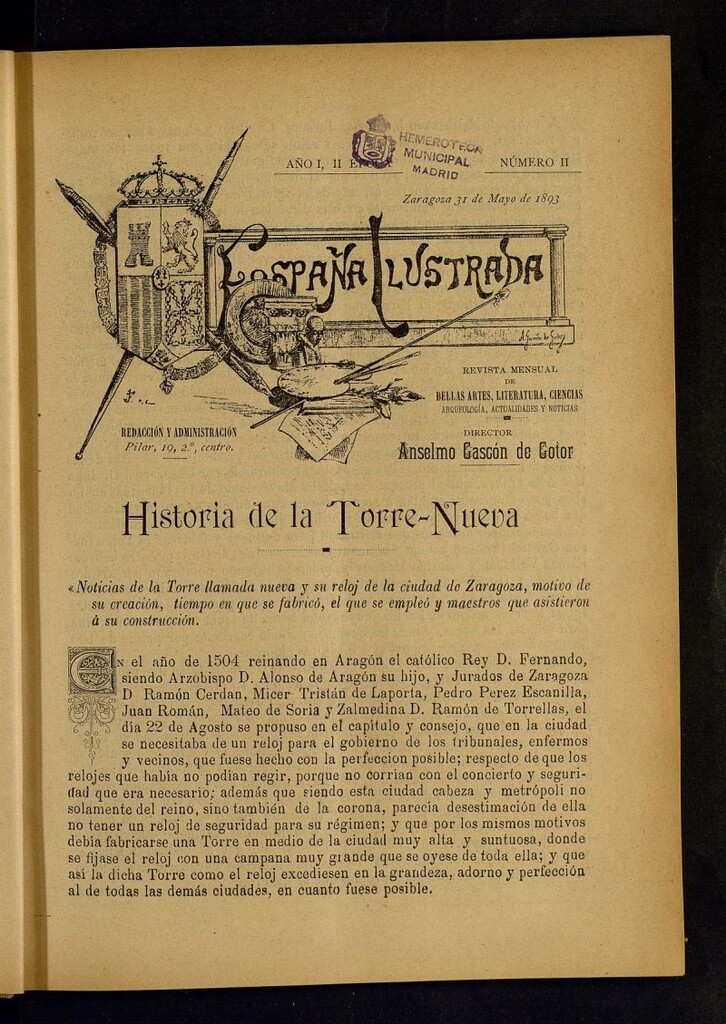 AÑO I, II EPOCA
HEMEROTECA
MUNICIPAL
MADRID
NÚMERO II
Zaragoza 31 de Mayo de 1893
ESPAÑA ILUSTRADA
REVISTA MENSUAL
DE
BELLAS ARTES, LITERATURA, CIENCIAS
ARQUEOLOGÍA, ACTUALIDADES Y NOTICIAS
REDACCIÓN Y ADMINISTRACIÓN
Pilar, 19, 2.º, centro.
DIRECTOR
Anselmo Gascón de Gotor
Historia de la Torre-Nueva
«Noticias de la Torre llamada nueva y su reloj de la ciudad de Zaragoza, motivo de
su creación, tiempo en que se fabricó, el que se empleó y maestros que asistieron
á su construcción.
EN el año de 1504 reinando en Aragón el católico Rey D. Fernando,
siendo Arzobispo D. Alonso de Aragón su hijo, y Jurados de Zaragoza
D Ramón Cerdan, Micer Tristán de Laporta, Pedro Perez Escanilla,
Juan Román, Mateo de Soria y Zalmedina D. Ramón de Torrellas, el
día 22 de Agosto se propuso en el capítulo y consejo, que en la ciudad
se necesitaba de un reloj para el gobierno de los tribunales, enfermos
y vecinos, que fuese hecho con la perfeccion posible; respecto de que los
relojes que había no podian regir, porque no corrian con el concierto y seguri-
dad que era necesario; además que siendo esta ciudad cabeza y metrópoli no
solamente del reino, sino también de la corona, parecía desestimación de ella
no tener un reloj de seguridad para su régimen; y que por los mismos motivos
debía fabricarse una Torre en medio de la ciudad muy alta y suntuosa, donde
se fijase el reloj con una campana muy grande que se oyese de toda ella; y que
así la dicha Torre como el reloj excediesen en la grandeza, adorno y perfección
al de todas las demás ciudades, en cuanto fuese posible.